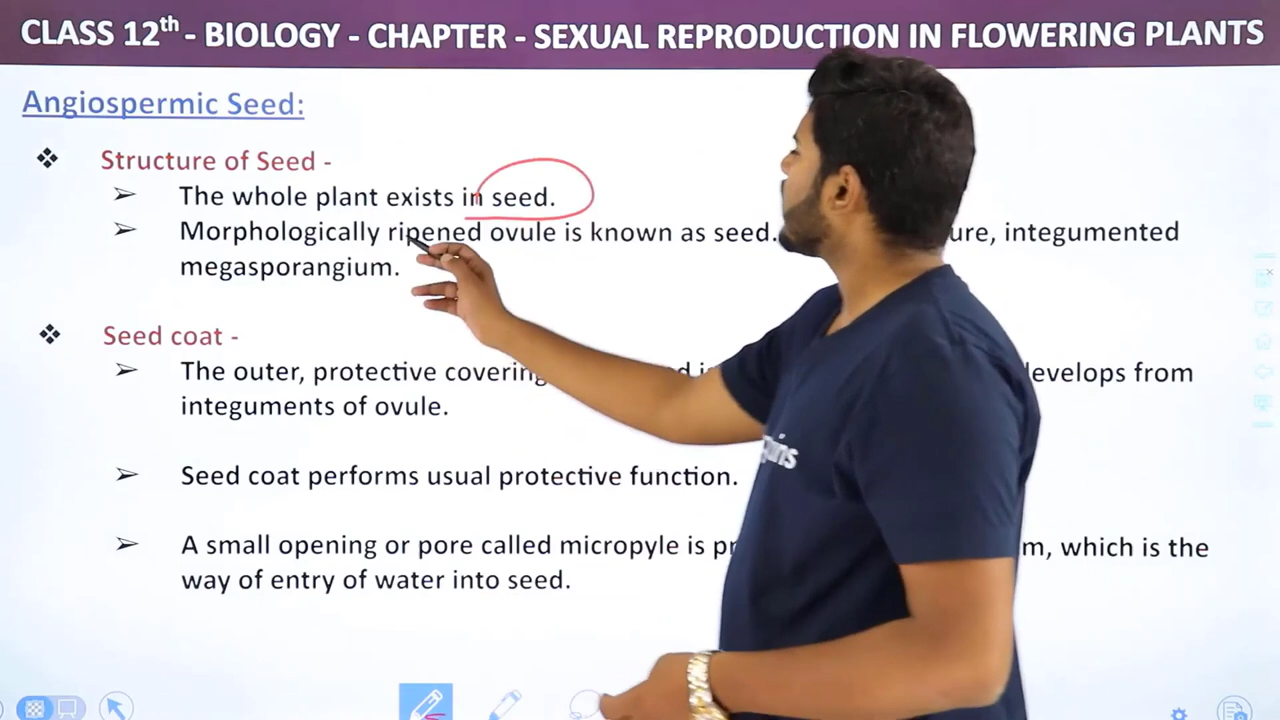 CLASS 12th - BIOLOGY - CHAPTER - SEXUAL REPRODUCTION IN FLOWERING PLANTS
Angiospermic Seed:
❖ Structure of Seed -
➢ The whole plant exists in seed.
➢ Morphologically ripened ovule is known as seed. integumented
megasporangium.
❖ Seed coat -
➢ The outer, protective covering from
integuments of ovule.
➢ Seed coat performs usual protective function.
➢ A small opening or pore called micropyle is which is the
way of entry of water into seed.